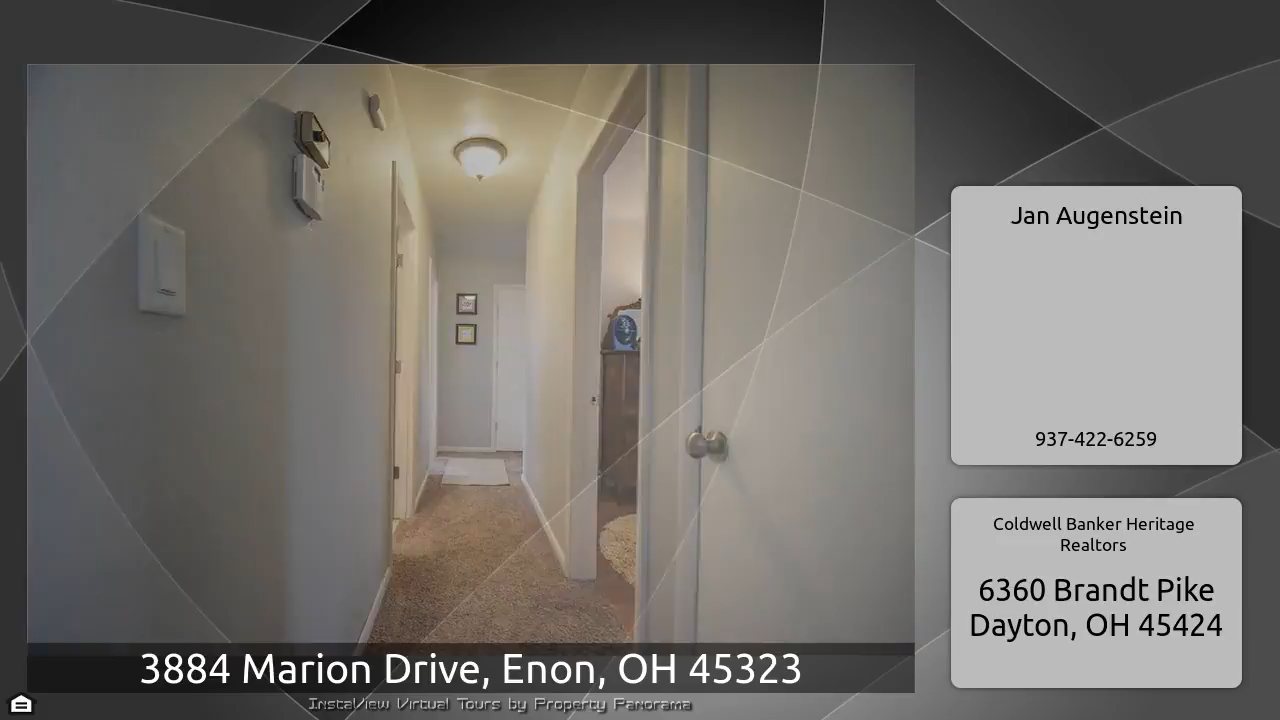 Jan Augenstein
937-422-6259
Coldwell Banker Heritage
Realtors
6360 Brandt Pike
Dayton, OH 45424
3884 Marion Drive, Enon, OH 45323
InstaView Virtual Tours by Property Panorama